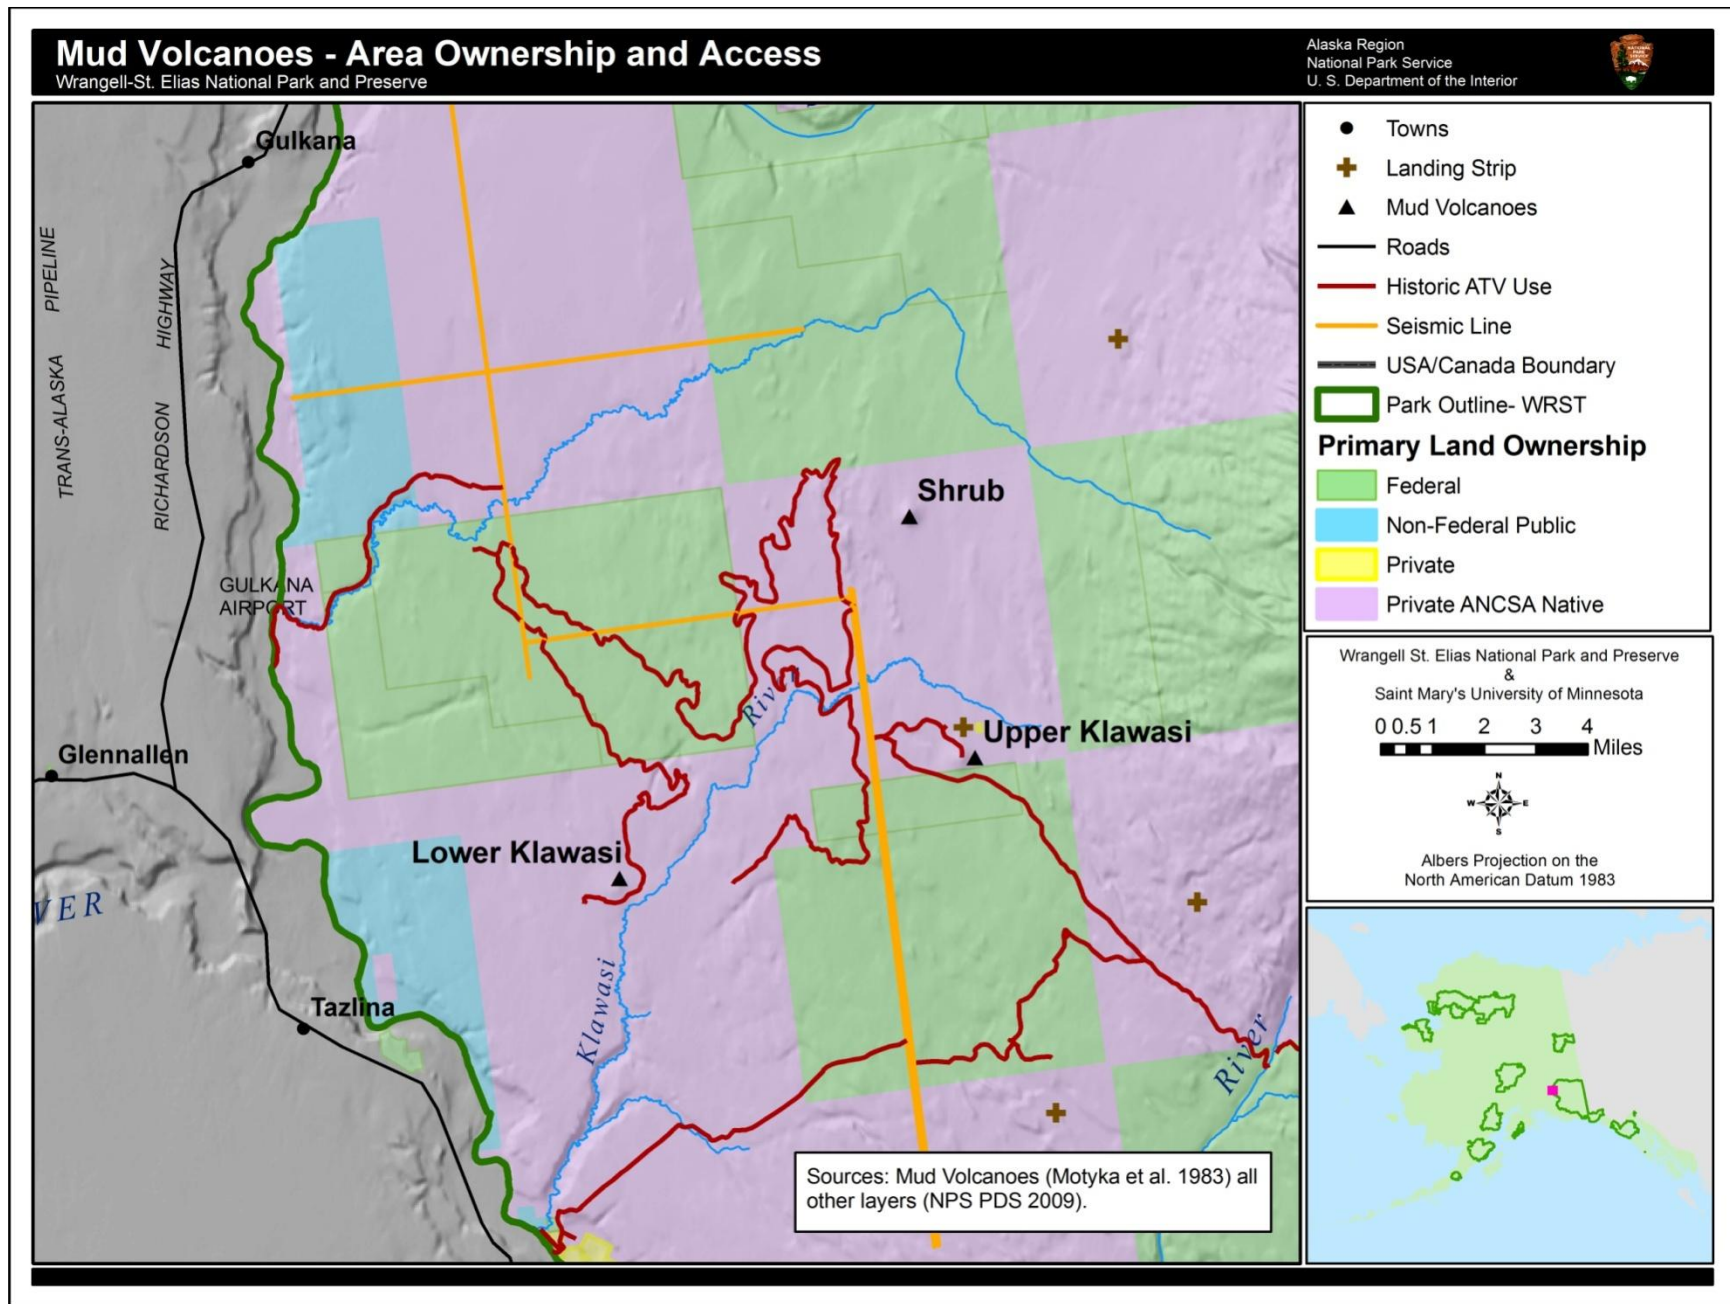 Mud Volcanoes - Area Ownership and Access
Wrangell-St. Elias National Park and Preserve
Alaska Region
National Park Service
U. S. Department of the Interior
Gulkana
TRANS-ALASKA PIPELINE
RICHARDSON HIGHWAY
Shrub
GULKANA
AIRPORT
River
Upper Klawasi
Glennallen
Lower Klawasi
VER
Klawasi
Tazlina
River
Sources: Mud Volcanoes (Motyka et al. 1983) all
other layers (NPS PDS 2009).
Towns
Landing Strip
Mud Volcanoes
Roads
Historic ATV Use
Seismic Line
USA/Canada Boundary
Park Outline- WRST
Primary Land Ownership
Federal
Non-Federal Public
Private
Private ANCSA Native
Wrangell St. Elias National Park and Preserve
&
Saint Mary's University of Minnesota
0 0.5 1 2 3 4
Miles
N
W E
S
Albers Projection on the
North American Datum 1983